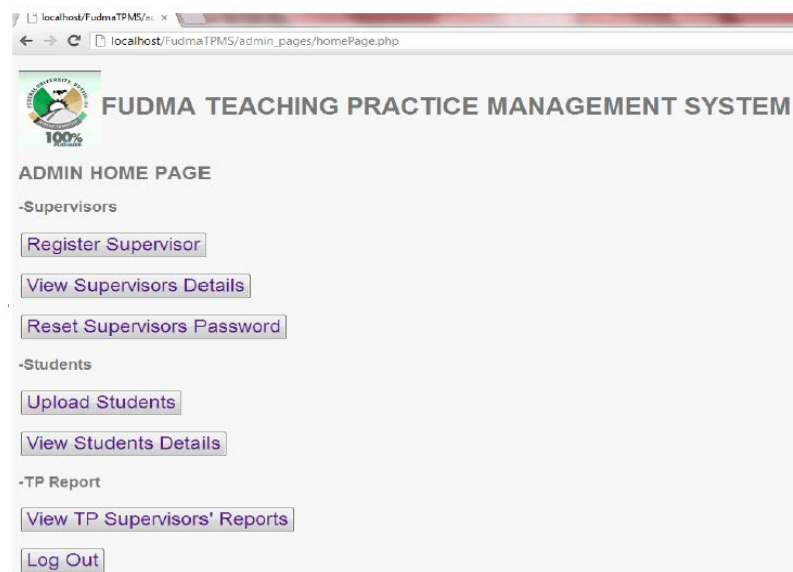 localhost/FudmaTPMS/ac ×
localhost/FudmaTPMS/admin_pages/homePage.php
100%
FUDMA TEACHING PRACTICE MANAGEMENT SYSTEM
ADMIN HOME PAGE
-Supervisors
Register Supervisor
View Supervisors Details
Reset Supervisors Password
-Students
Upload Students
View Students Details
-TP Report
View TP Supervisors' Reports
Log Out